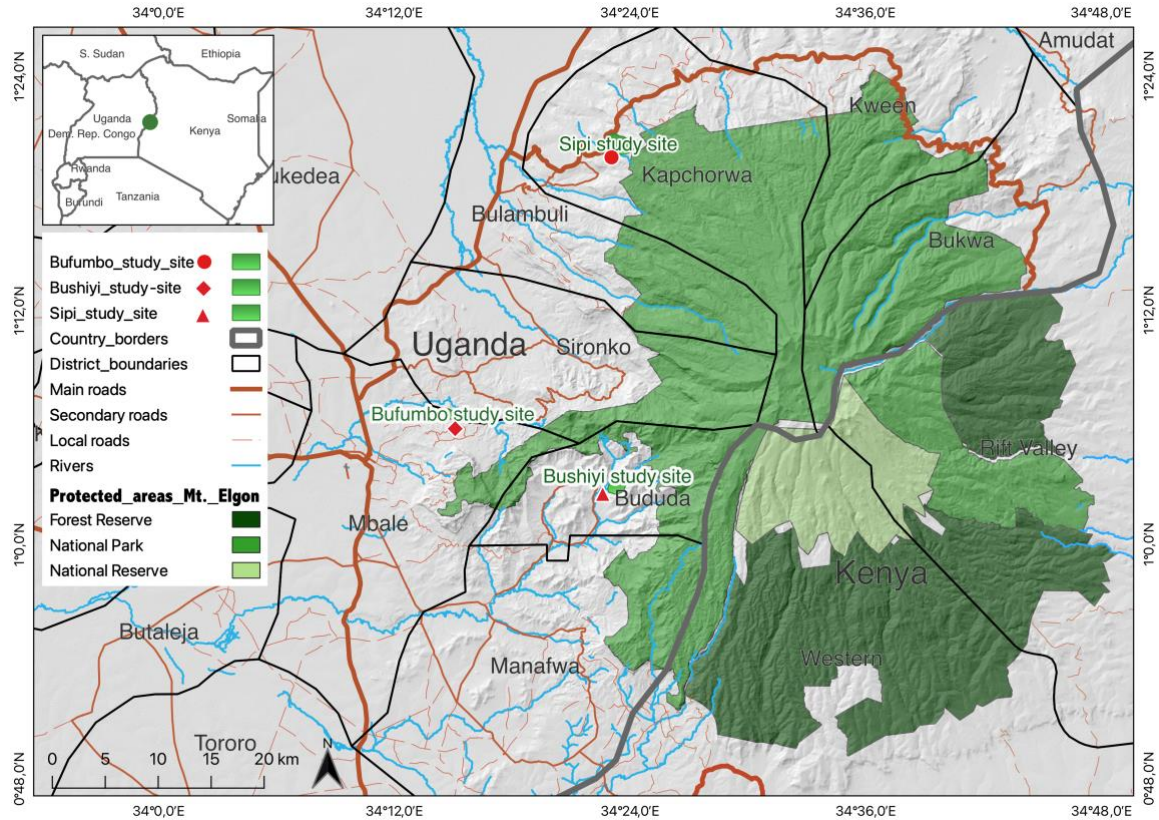 34°0,0'E 34°12,0'E 34°24,0'E 34°36,0'E 34°48,0'E
1°24,0'N
1°12,0'N
1°0,0'N
0°48,0'N
1°24,0'N
1°12,0'N
1°0,0'N
0°48,0'N
S. Sudan
Ethiopia
Uganda
Dem. Rep. Congo
Kenya
Somalia
Rwanda
Burundi
Tanzania
Amudat
Kween
Sipi study site
Kapchorwa
ukedea
Bulambuli
Bukwa
Uganda
Sironko
Bufumbo study site
Rift Valley
Bushiyi study site
Bududa
Mbale
Kenya
Butaleja
Western
Manafwa
Tororo
Bufumbo_study_site
Bushiyi_study-site
Sipi_study_site
Country_borders
District_boundaries
Main roads
Secondary roads
Local roads
Rivers
Protected_areas_Mt._Elgon
Forest Reserve
National Park
National Reserve
0 5 10 15 20 km
N
34°0,0'E 34°12,0'E 34°24,0'E 34°36,0'E 34°48,0'E